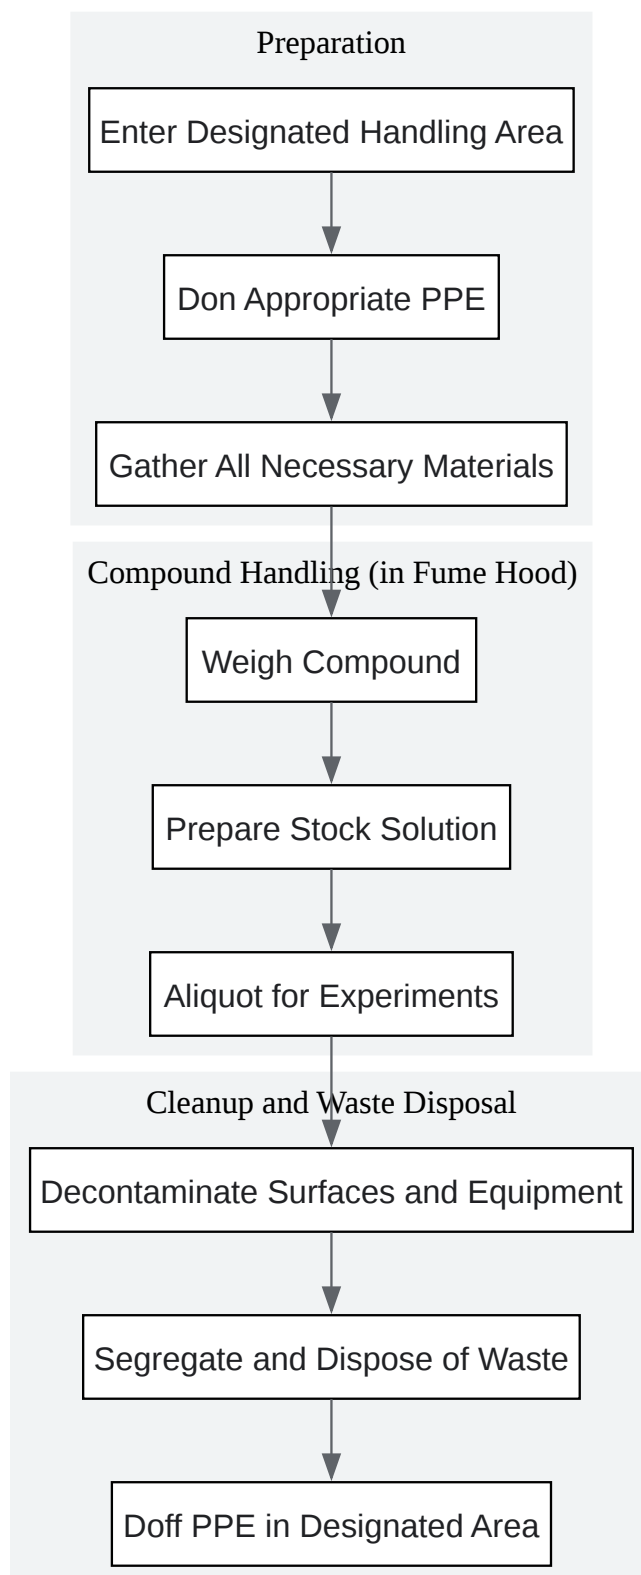 Preparation
Enter Designated Handling Area
Don Appropriate PPE
Gather All Necessary Materials
Compound Handling (in Fume Hood)
Weigh Compound
Prepare Stock Solution
Aliquot for Experiments
Cleanup and Waste Disposal
Decontaminate Surfaces and Equipment
Segregate and Dispose of Waste
Doff PPE in Designated Area